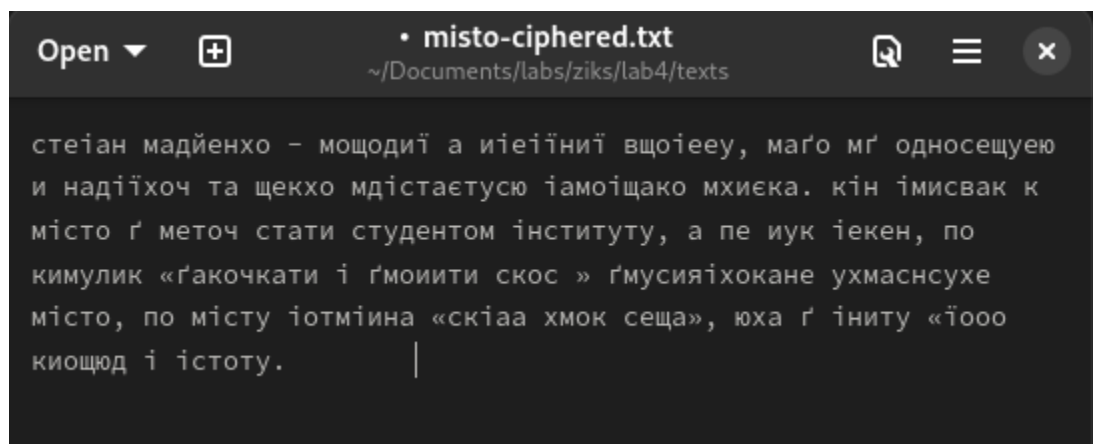 Open
• misto-ciphered.txt
~/Documents/labs/ziks/lab4/texts
стеіан мадйенхо – мощодиї а иіеіїниї вщоіееу, маґо мґ односещуею
и надіїхоч та щекхо мдістаєтусю іамоіщако мхиєка. кін імисвак к
місто ґ меточ стати студентом інституту, а пе иук іекен, по
кимулик «ґакочкати і ґмоиити скос » ґмусияіхокане ухмаснсухе
місто, по місту іотміина «скіаа хмок сеща», юха ґ іниту «їооо
киощюд і істоту.